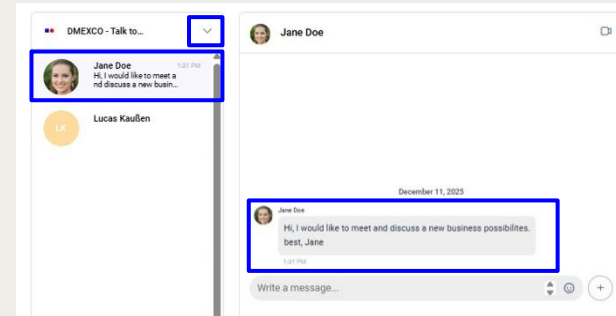 DMEXCO - Talk to...
Jane Doe 1:31 PM
Hi, I would like to meet a
nd discuss a new busin...
LK
Lucas Kaußen
Jane Doe
December 11, 2025
Jane Doe
Hi, I would like to meet and discuss a new business possibilites.
best, Jane
1:31 PM
Write a message...